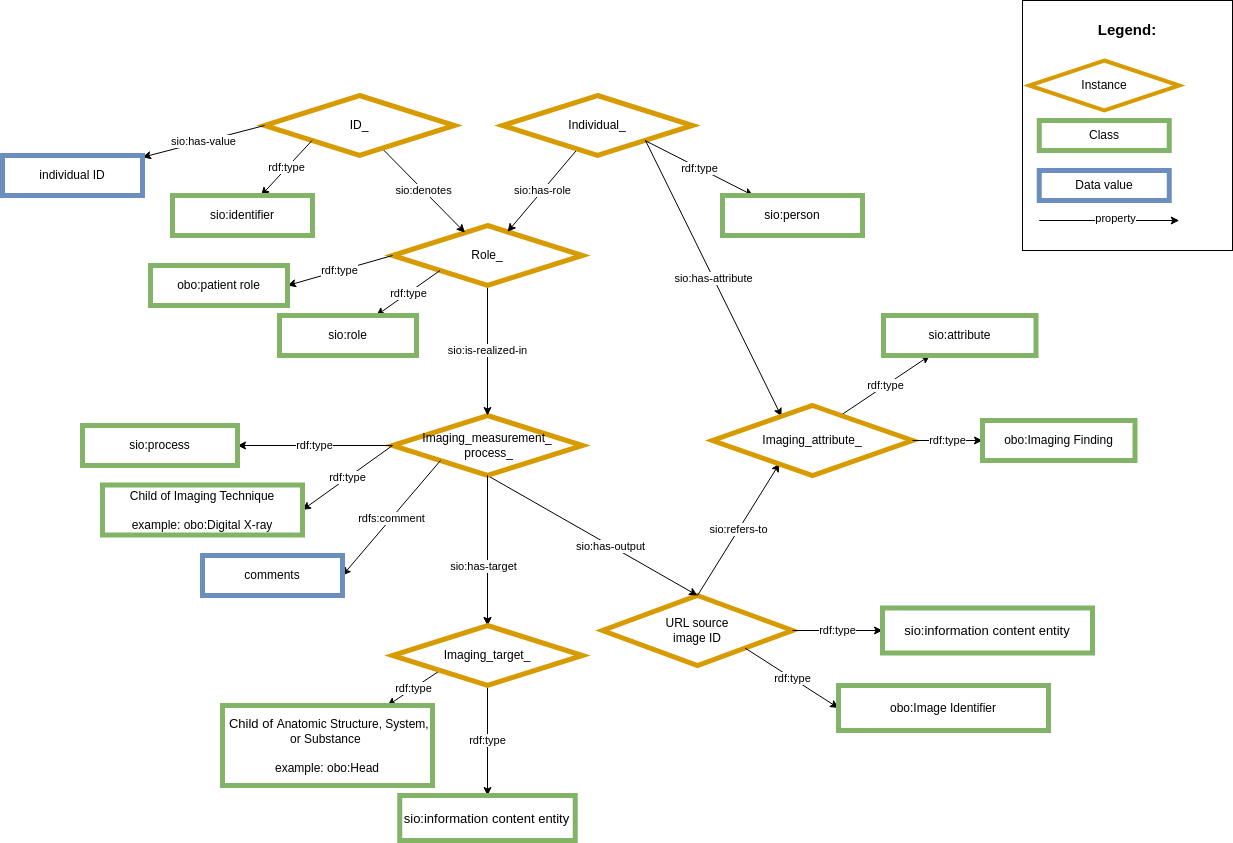 Legend:
Instance
Class
Data value
property
ID_
Individual_
sio:has-value
rdf:type
individual ID
sio:identifier
sio:denotes
sio:has-role
rdf:type
sio:person
Role_
rdf:type
obo:patient role
rdf:type
sio:role
sio:has-attribute
sio:is-realized-in
sio:attribute
rdf:type
Imaging_measurement_
process_
rdf:type
sio:process
Imaging_attribute_
rdf:type
obo:Imaging Finding
rdf:type
Child of Imaging Technique
example: obo:Digital X-ray
rdfs:comment
comments
sio:has-target
sio:has-output
sio:refers-to
URL source
image ID
rdf:type
sio:information content entity
rdf:type
obo:Image Identifier
Imaging_target_
rdf:type
Child of Anatomic Structure, System,
or Substance
example: obo:Head
rdf:type
sio:information content entity